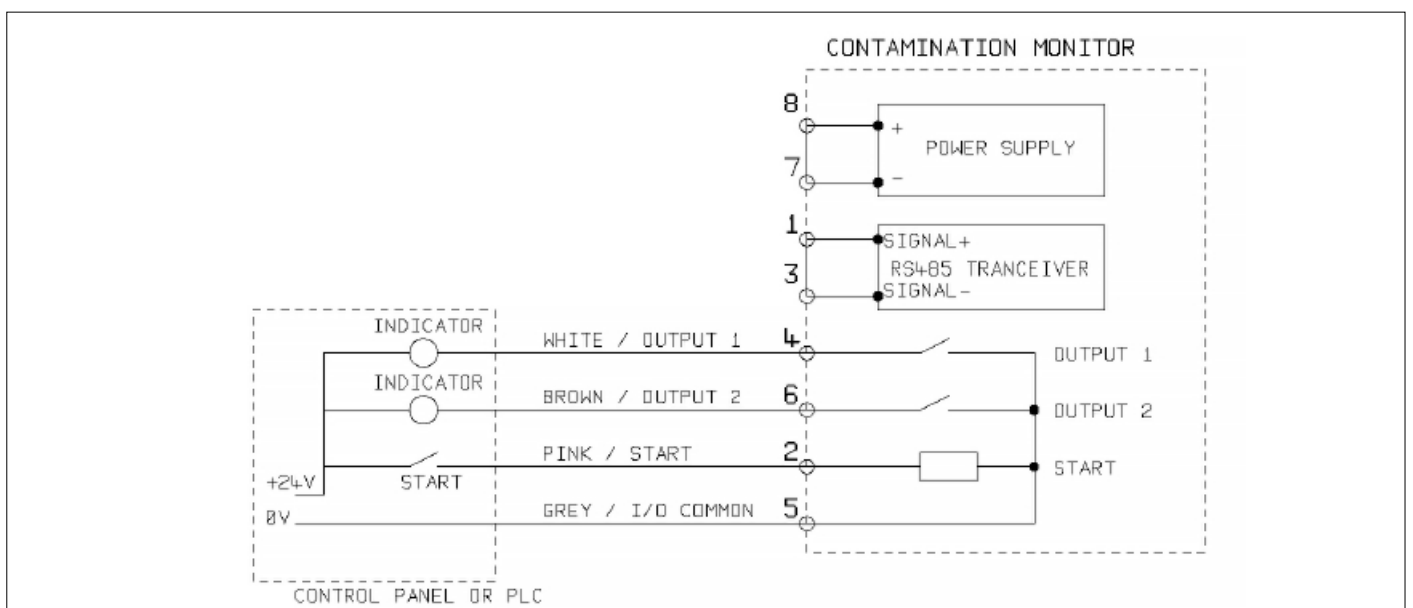 CONTAMINATION MONITOR
8
+
POWER SUPPLY
7
-
1
SIGNAL+
RS485 TRANCEIVER
3
SIGNAL-
INDICATOR
WHITE / OUTPUT 1
4
OUTPUT 1
INDICATOR
BROWN / OUTPUT 2
6
OUTPUT 2
PINK / START
2
START
START
+24V
GREY / I/O COMMON
5
0V
CONTROL PANEL OR PLC